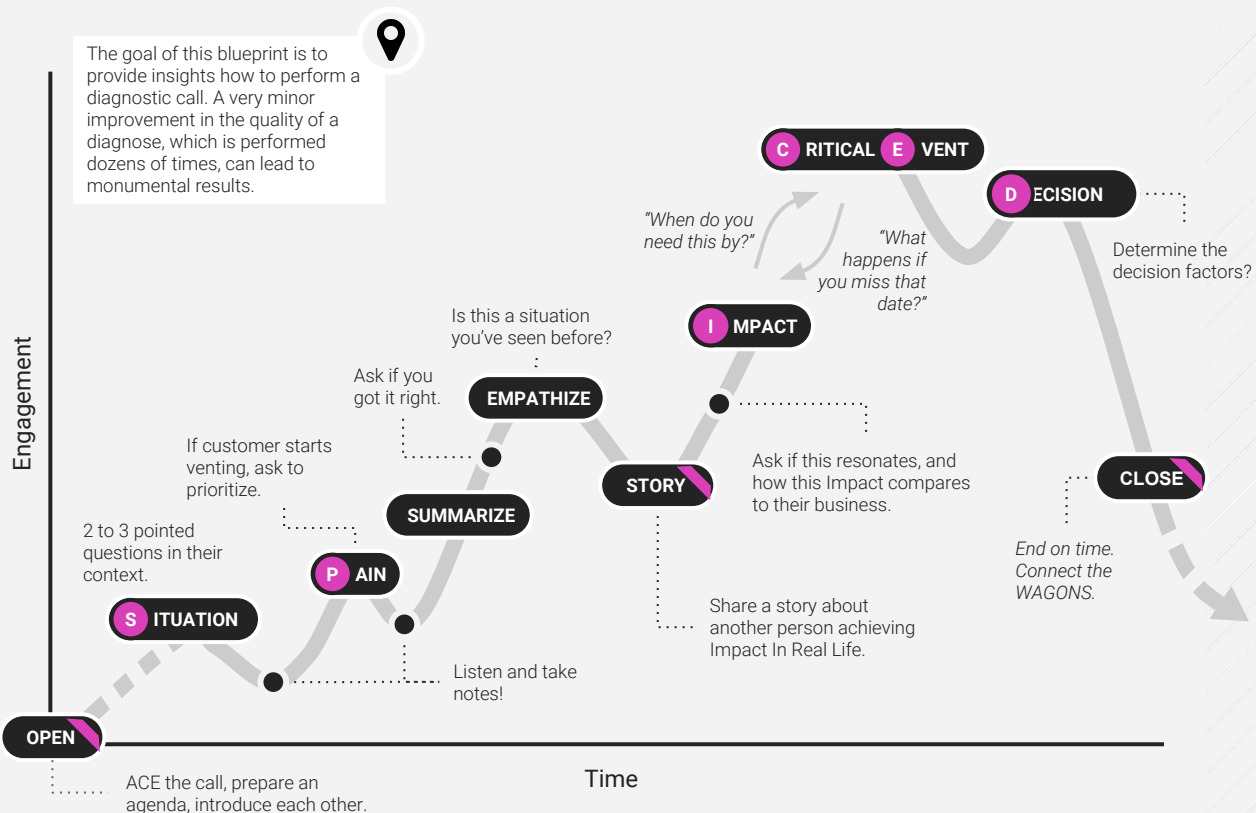 The goal of this blueprint is to
provide insights how to perform a
diagnostic call. A very minor
improvement in the quality of a
diagnose, which is performed
dozens of times, can lead to
monumental results.
CRITICAL EVENT
DECISION
"When do you
need this by?"
"What
happens if
you miss that
date?"
Determine the
decision factors?
Is this a situation
you've seen before?
IMPACT
Ask if you
got it right.
EMPATHIZE
Engagement
If customer starts
venting, ask to
prioritize.
STORY
Ask if this resonates, and
how this Impact compares
to their business.
CLOSE
SUMMARIZE
2 to 3 pointed
questions in their
context.
PAIN
End on time.
Connect the
WAGONS.
SITUATION
Share a story about
another person achieving
Impact In Real Life.
Listen and take
notes!
OPEN
Time
ACE the call, prepare an
agenda, introduce each other.